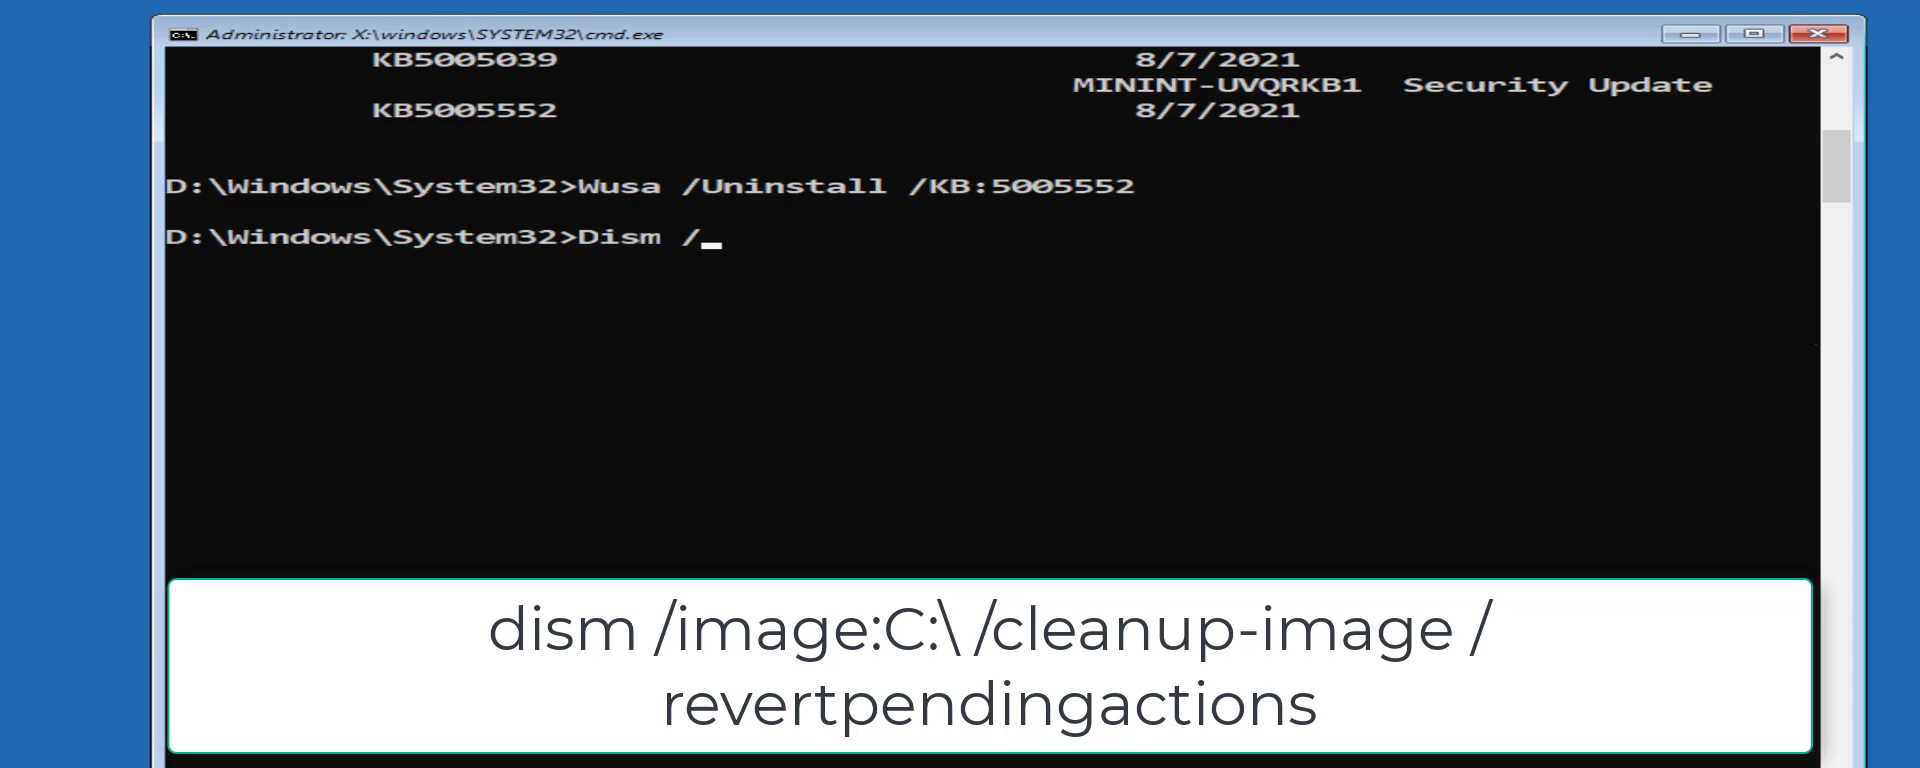 Administrator: X:\windows\SYSTEM32\cmd.exe
KB5005039 8/7/2021
MININT-UVQRKB1 Security Update
KB5005552 8/7/2021
D:\Windows\System32>Wusa /Uninstall /KB:5005552
D:\Windows\System32>Dism /_
dism /image:C:\ /cleanup-image /
revertpendingactions